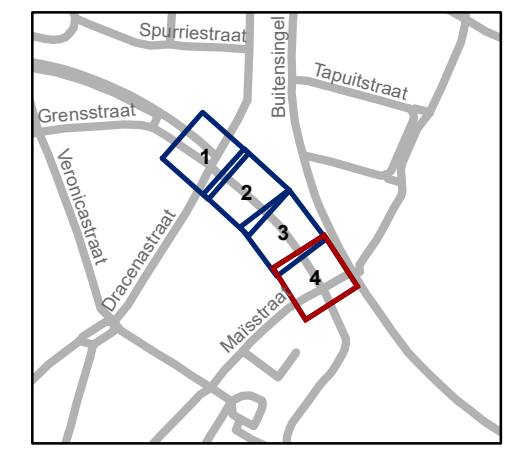 Spurriestraat
Buitensingel
Tapuitstraat
Grensstraat
Veronicastraat
Dracenastraat
Maïsstraat
1
2
3
4